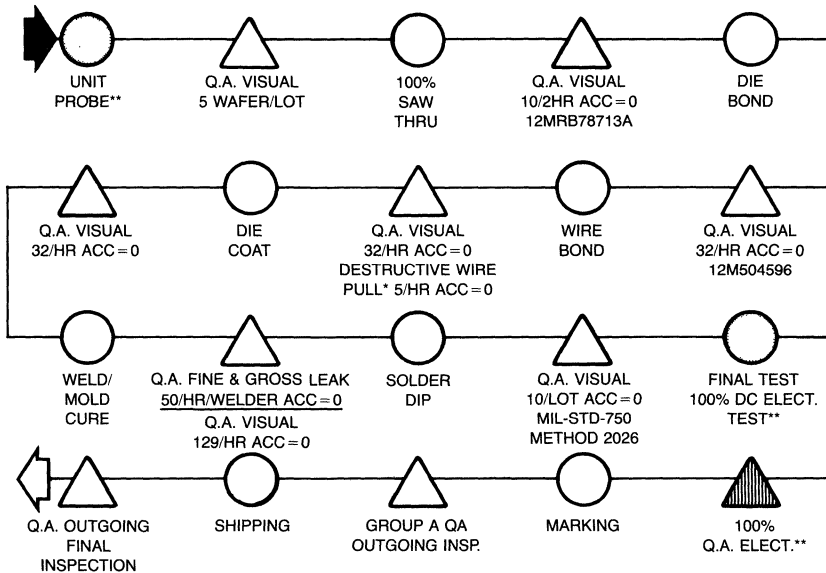 UNIT
PROBE**
Q.A. VISUAL
5 WAFER/LOT
100%
SAW
THRU
Q.A. VISUAL
10/2HR ACC=0
12MRB78713A
DIE
BOND
Q.A. VISUAL
32/HR ACC=0
DIE
COAT
Q.A. VISUAL
32/HR ACC=0
DESTRUCTIVE WIRE
PULL* 5/HR ACC=0
WIRE
BOND
Q.A. VISUAL
32/HR ACC=0
12M504596
WELD/
MOLD
CURE
Q.A. FINE & GROSS LEAK
50/HR/WELDER ACC=0
Q.A. VISUAL
129/HR ACC=0
SOLDER
DIP
Q.A. VISUAL
10/LOT ACC=0
MIL-STD-750
METHOD 2026
FINAL TEST
100% DC ELECT.
TEST**
Q.A. OUTGOING
FINAL
INSPECTION
SHIPPING
GROUP A QA
OUTGOING INSP.
MARKING
100%
Q.A. ELECT.**